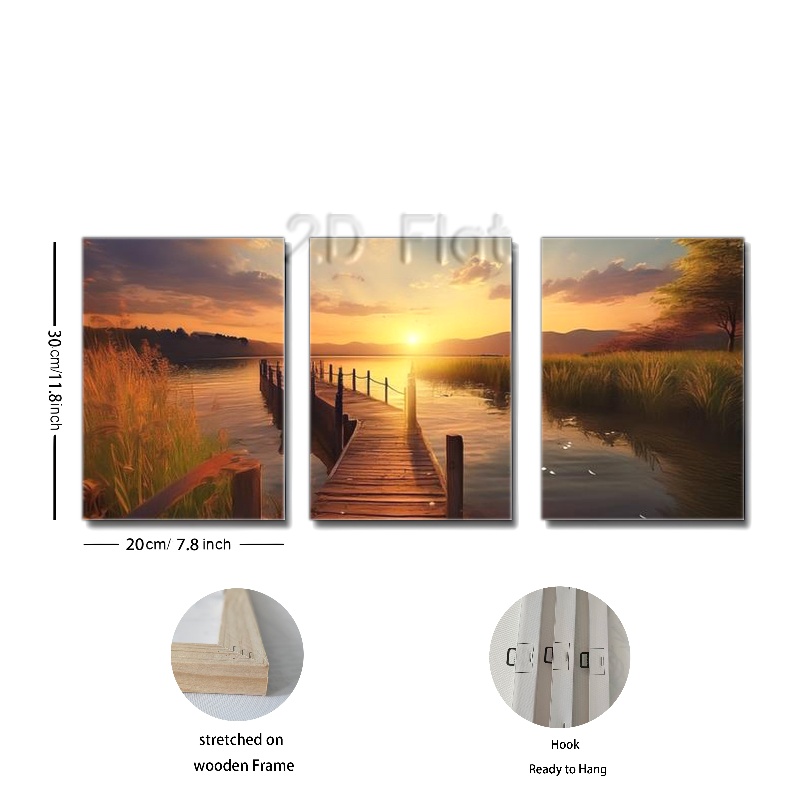 2D Flat
30cm/11.8inch
20cm/ 7.8 inch
stretched on
wooden Frame
Hook
Ready to Hang